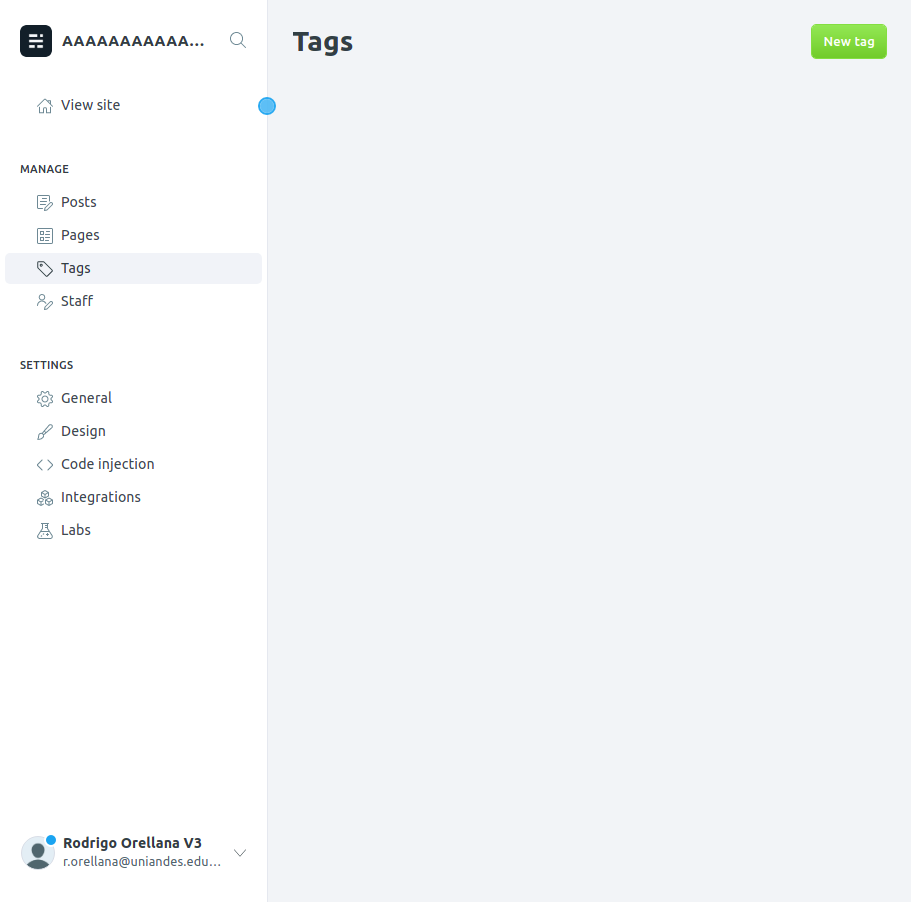 AAAAAAAAAAA...
View site
MANAGE
Posts
Pages
Tags
Staff
SETTINGS
General
Design
Code injection
Integrations
Labs
Rodrigo Orellana V3
r.orellana@uniandes.edu...
Tags
New tag